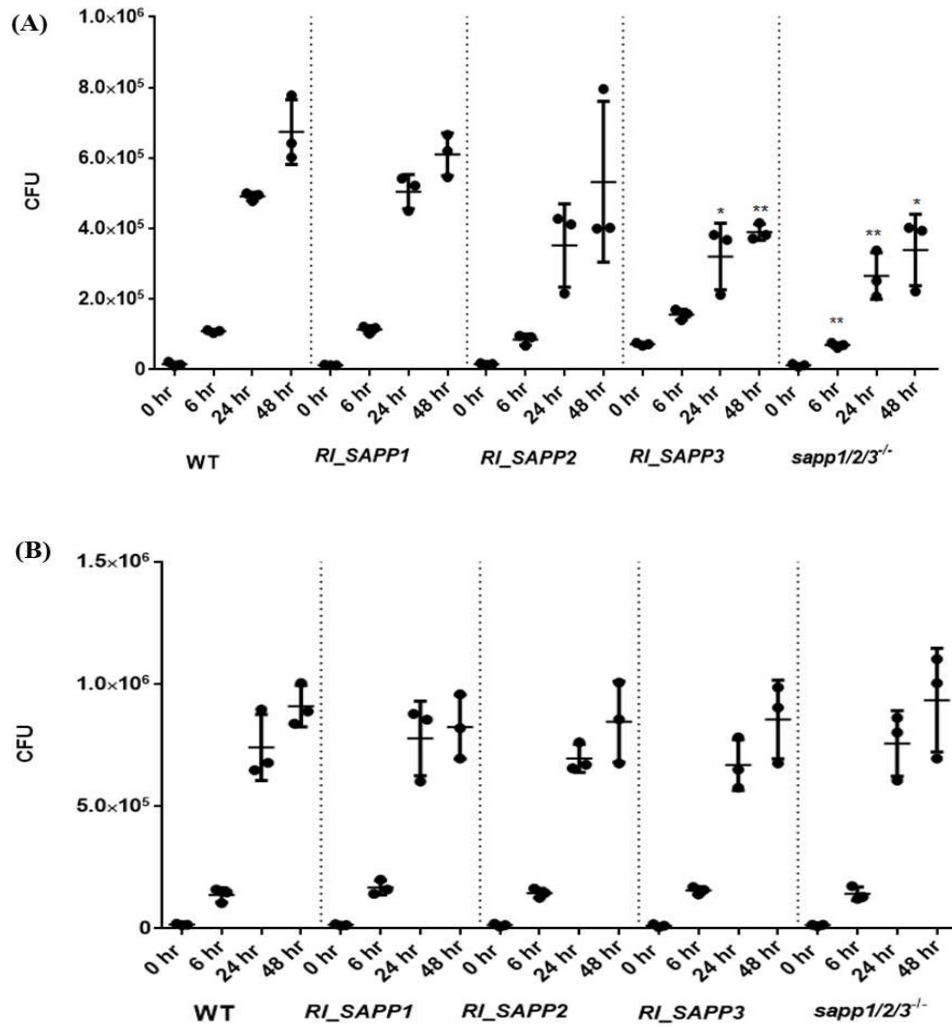 (A)
1.0×10⁶
8.0×10⁵
6.0×10⁵
4.0×10⁵
2.0×10⁵
0
CFU
* ** ** ** *
0 hr 6 hr 24 hr 48 hr 0 hr 6 hr 24 hr 48 hr 0 hr 6 hr 24 hr 48 hr 0 hr 6 hr 24 hr 48 hr 0 hr 6 hr 24 hr 48 hr
WT RI_SAPP1 RI_SAPP2 RI_SAPP3 sapp1/2/3⁻/⁻
(B)
1.5×10⁶
1.0×10⁶
5.0×10⁵
0
CFU
0 hr 6 hr 24 hr 48 hr 0 hr 6 hr 24 hr 48 hr 0 hr 6 hr 24 hr 48 hr 0 hr 6 hr 24 hr 48 hr 0 hr 6 hr 24 hr 48 hr
WT RI_SAPP1 RI_SAPP2 RI_SAPP3 sapp1/2/3⁻/⁻